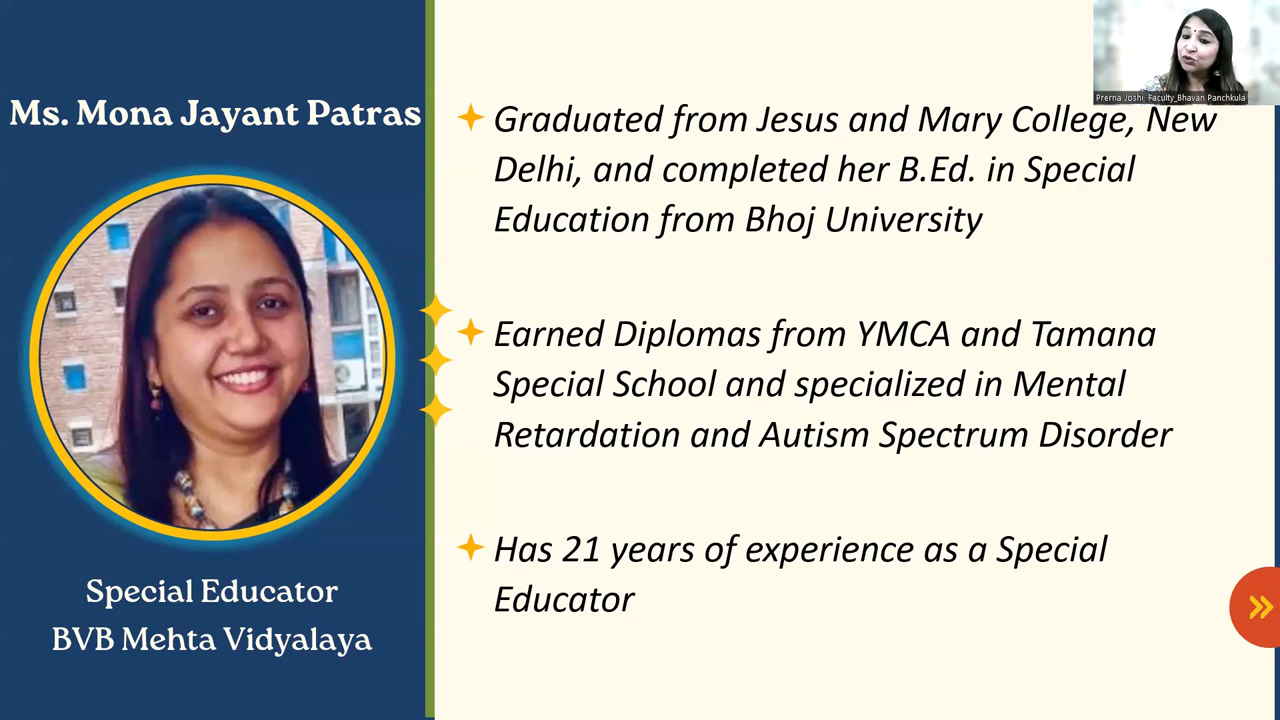 Ms. Mona Jayant Patras
Special Educator
BVB Mehta Vidyalaya
Graduated from Jesus and Mary College, New
Delhi, and completed her B.Ed. in Special
Education from Bhoj University
Earned Diplomas from YMCA and Tamana
Special School and specialized in Mental
Retardation and Autism Spectrum Disorder
Has 21 years of experience as a Special
Educator
Prerna Joshi, Faculty_Bhavan Panchkula